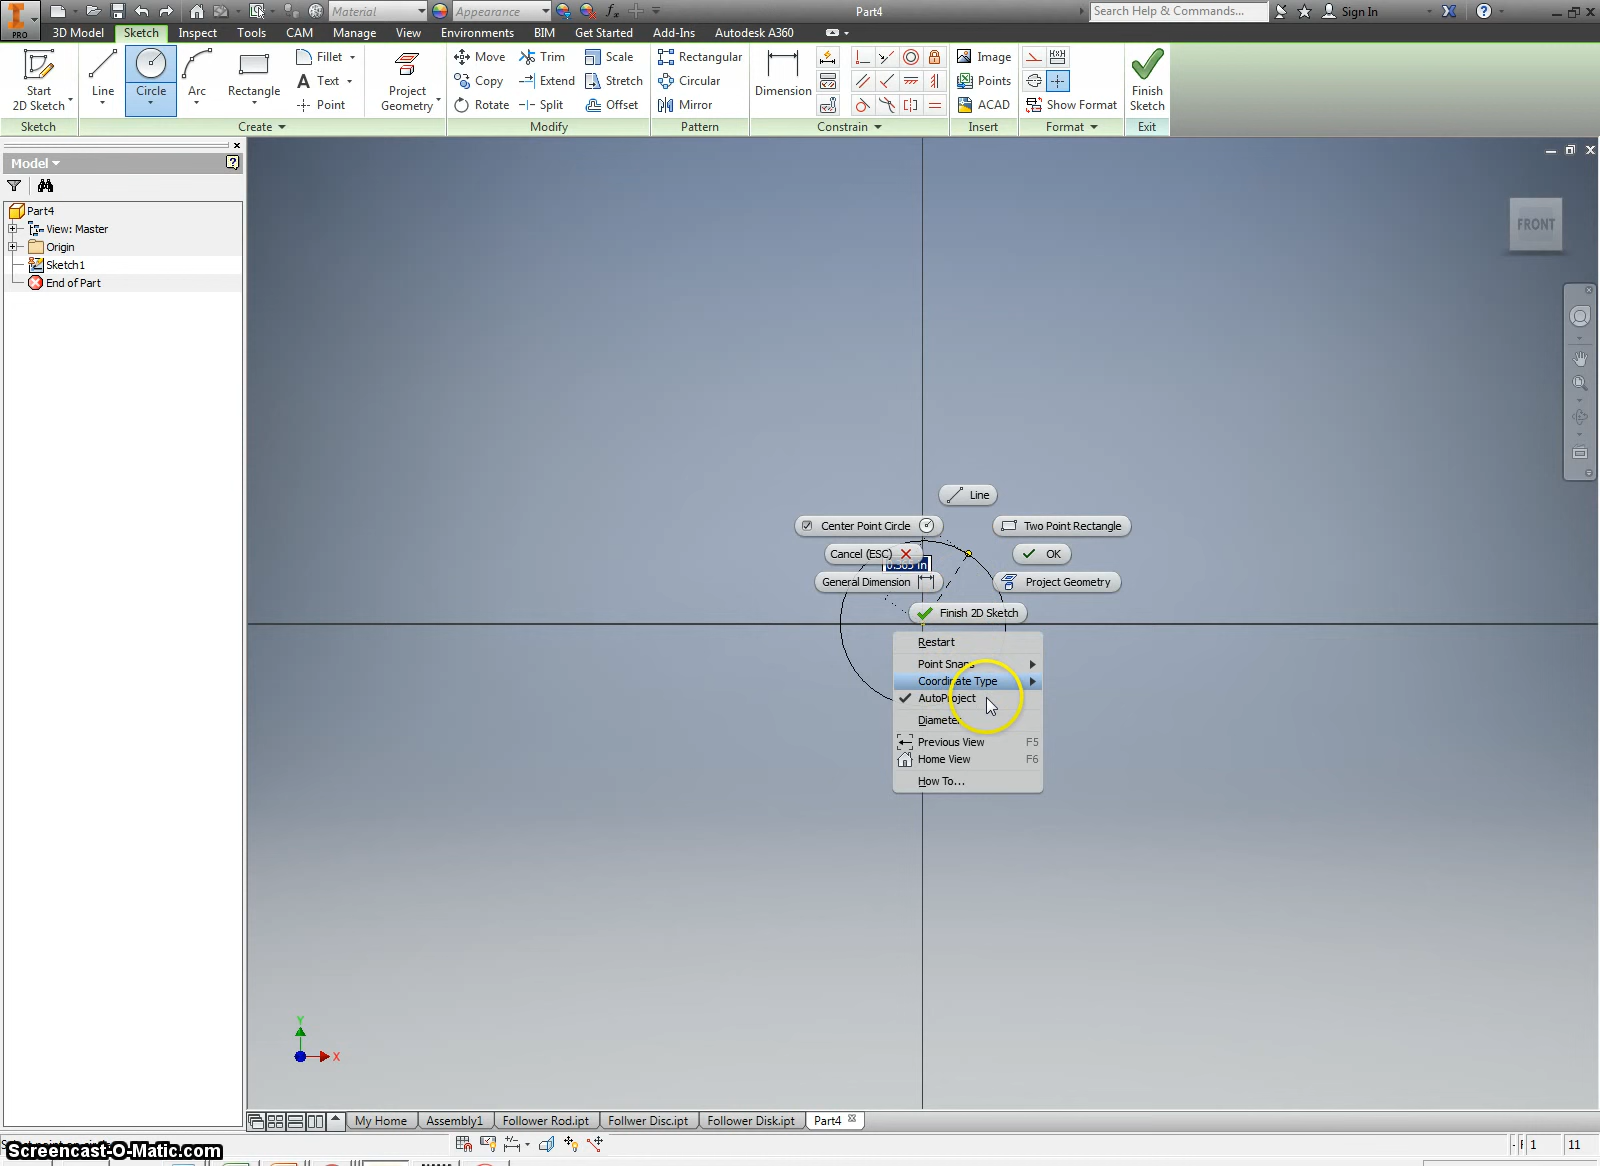 PRO
Material
Appearance
Part4
Search Help & Commands...
Sign In
3D Model Sketch Inspect Tools CAM Manage View Environments BIM Get Started Add-Ins Autodesk A360
Start
2D Sketch
Line
Circle
Arc
Rectangle
Fillet
Text
Point
Project
Geometry
Move
Copy
Rotate
Trim
Extend
Split
Scale
Stretch
Offset
Rectangular
Circular
Mirror
Dimension
Image
Points
ACAD
Show Format
Finish
Sketch
Sketch
Create
Modify
Pattern
Constrain
Insert
Format
Exit
Model
Part4
View: Master
Origin
Sketch1
End of Part
FRONT
Line
Center Point Circle
Two Point Rectangle
Cancel (ESC)
OK
General Dimension
Project Geometry
Finish 2D Sketch
Restart
Point Snaps
Coordinate Type
AutoProject
Diameter
Previous View F5
Home View F6
How To...
Y
X
My Home Assembly1 Follower Rod.ipt Follwer Disc.ipt Follower Disk.ipt Part4
1 11
Screencast-O-Matic.com